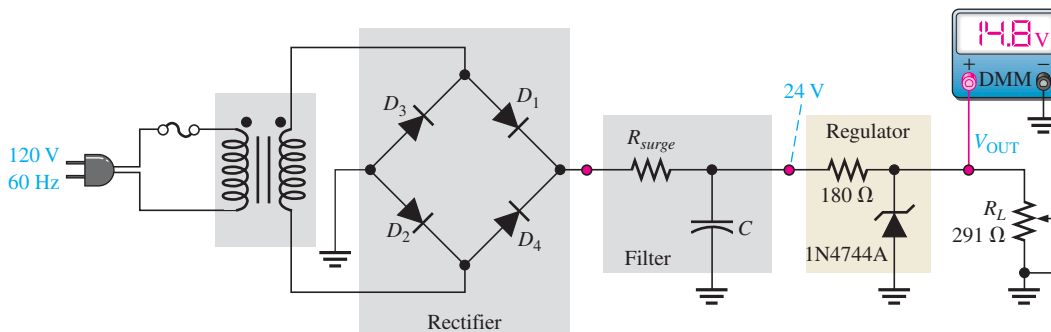 14.8 V
+ −
DMM
24 V
D3
D1
Rsurge
Regulator
VOUT
120 V
60 Hz
180 Ω
RL
291 Ω
D2
D4
C
1N4744A
Filter
Rectifier